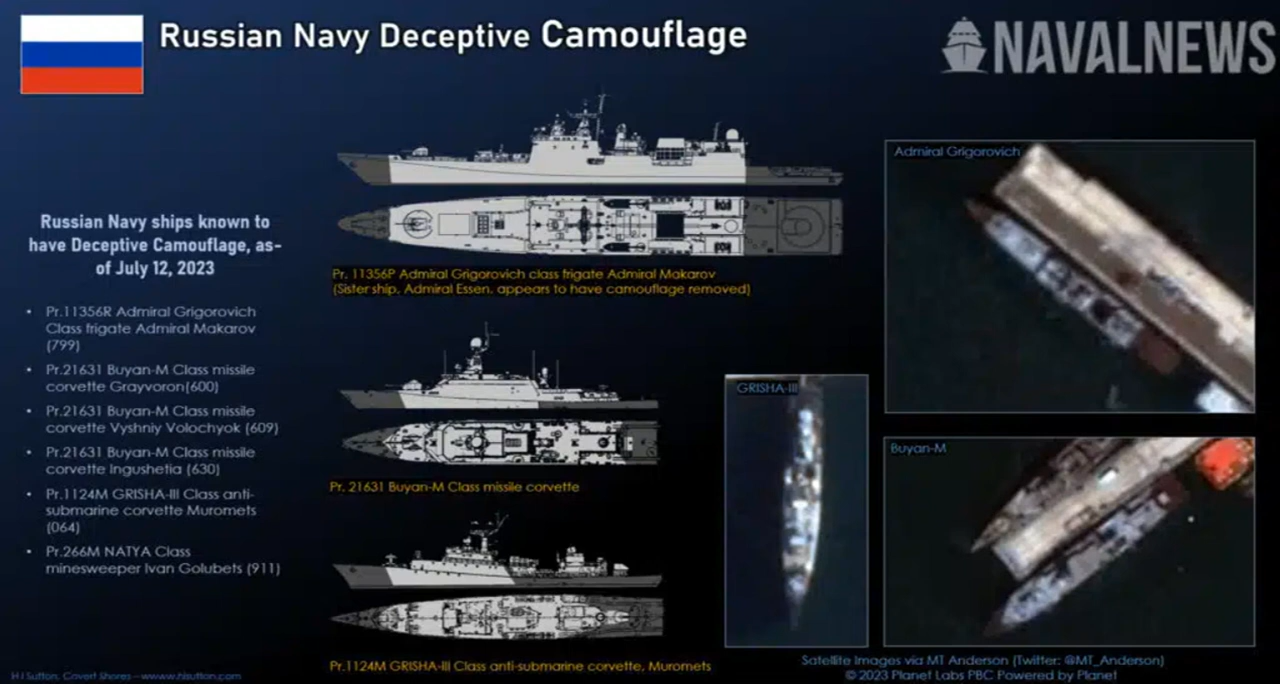 Russian Navy Deceptive Camouflage
NAVALNEWS
Russian Navy ships known to
have Deceptive Camouflage, as-
of July 12, 2023
• Pr.11356R Admiral Grigorovich
Class frigate Admiral Makarov
(799)
• Pr.21631 Buyan-M Class missile
corvette Grayvoron(600)
• Pr.21631 Buyan-M Class missile
corvette Vyshniy Volochyok (609)
• Pr.21631 Buyan-M Class missile
corvette Ingushetia (630)
• Pr.1124M GRISHA-III Class anti-
submarine corvette Muromets
(064)
• Pr.266M NATYA Class
minesweeper Ivan Golubets (911)
Pr. 11356P Admiral Grigorovich class frigate Admiral Makarov
(Sister ship, Admiral Essen, appears to have camouflage removed)
Pr. 21631 Buyan-M Class missile corvette
Pr.1124M GRISHA-III Class anti-submarine corvette, Muromets
Admiral Grigorovich
GRISHA-III
Buyan-M
Satellite Images via MT Anderson (Twitter: @MT_Anderson)
© 2023 Planet Labs PBC Powered by Planet
H I Sutton, Covert Shores - www.hisutton.com